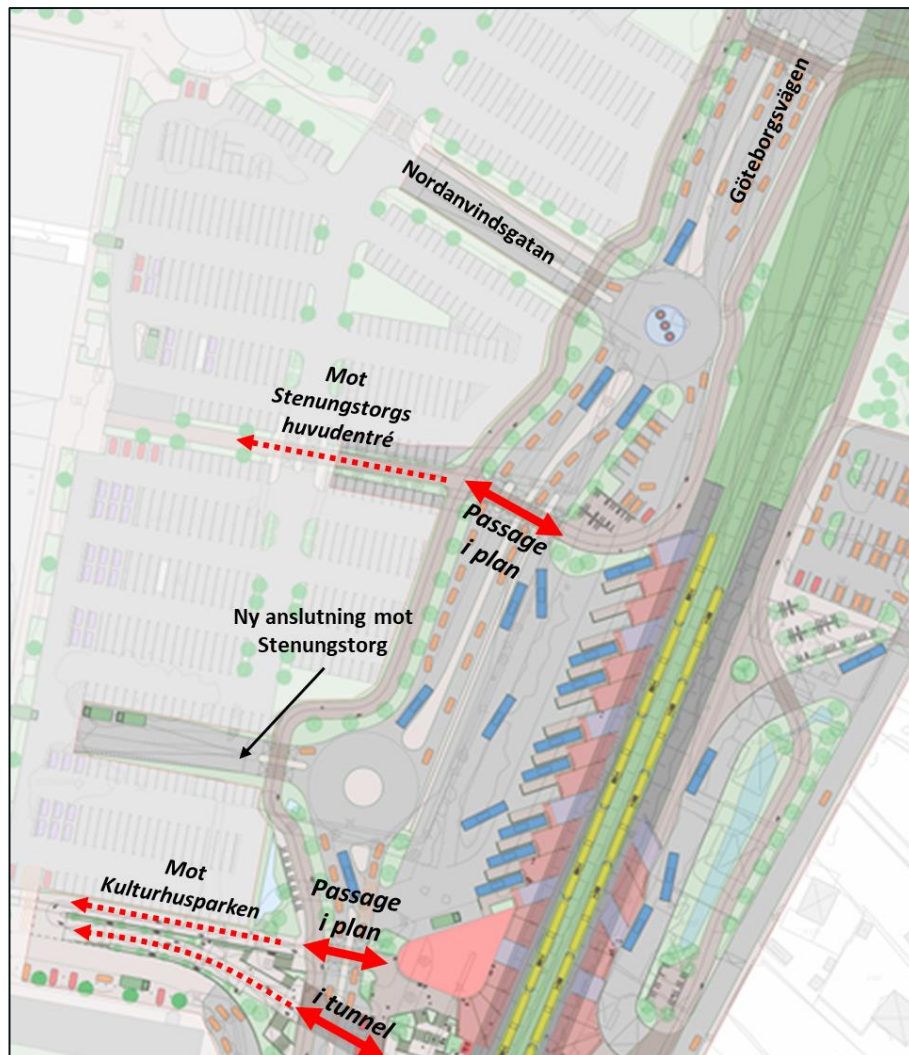 Göteborgsvägen
Nordanvindsgatan
Mot
Stenungstorgs
huvudentré
Passage
i plan
Ny anslutning mot
Stenungstorg
Mot
Kulturhusparken
Passage
i plan
i tunnel